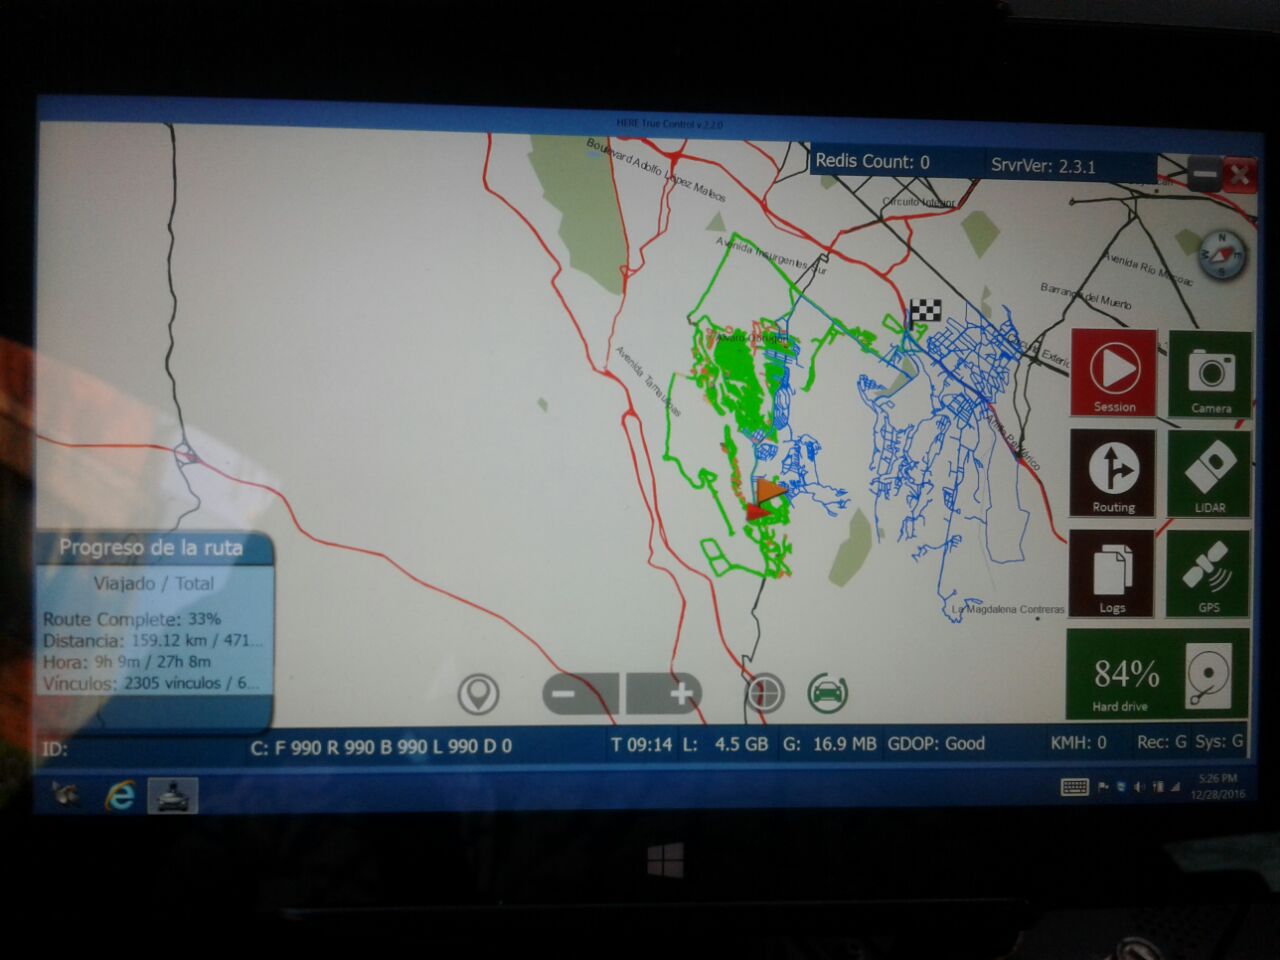 HERE True Control v.2.2.0
Redis Count: 0
SrvrVer: 2.3.1
Boulevard Adolfo López Mateos
Circuito Interior
Avenida Insurgentes Sur
Avenida Río Mixcoac
Barranca del Muerto
Álvaro Obregón
Avenida Tamaulipas
Anillo Periférico
La Magdalena Contreras
N
E
S
W
Session
Camera
Routing
LIDAR
Logs
GPS
84%
Hard drive
Progreso de la ruta
Viajado / Total
Route Complete: 33%
Distancia: 159.12 km / 471...
Hora: 9h 9m / 27h 8m
Vínculos: 2305 vínculos / 6...
ID:
C: F 990 R 990 B 990 L 990 D 0
T 09:14 L: 4.5 GB G: 16.9 MB GDOP: Good
KMH: 0
Rec: G Sys: G
5:26 PM
12/28/2016